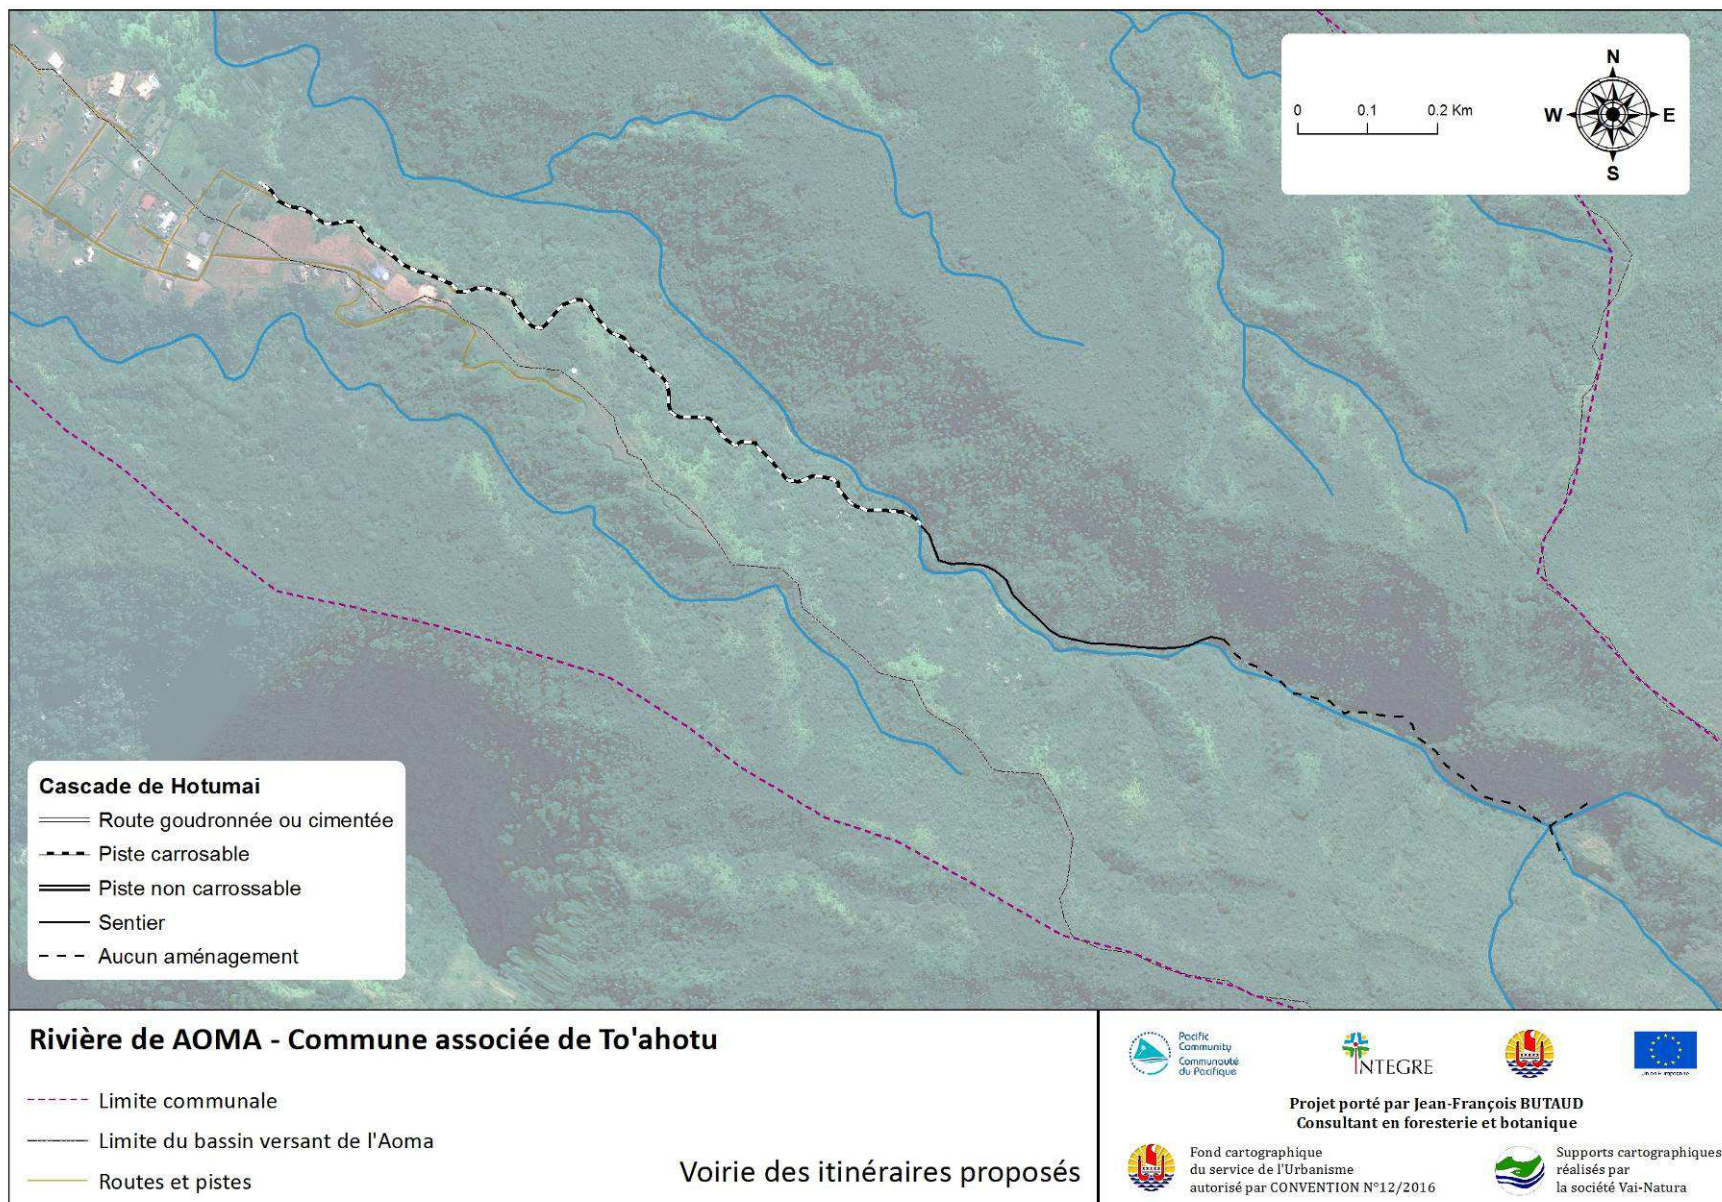 N
W E
S
0 0.1 0.2 Km
Cascade de Hotumai
Route goudronnée ou cimentée
Piste carrosable
Piste non carrossable
Sentier
Aucun aménagement
Rivière de AOMA - Commune associée de To'ahotu
Limite communale
Limite du bassin versant de l'Aoma
Routes et pistes
Voirie des itinéraires proposés
Pacific
Community
Communauté
du Pacifique
INTEGRE
Projet porté par Jean-François BUTAUD
Consultant en foresterie et botanique
Fond cartographique
du service de l'Urbanisme
autorisé par CONVENTION N°12/2016
Supports cartographiques
réalisés par
la société Vai-Natura